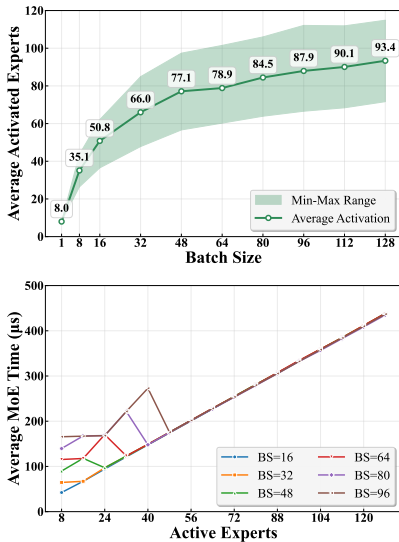 120
100
80
60
40
20
0
Average Activated Experts
8.0
35.1
50.8
66.0
77.1
78.9
84.5
87.9
90.1
93.4
Min-Max Range
Average Activation
1 8 16 32 48 64 80 96 112 128
Batch Size
500
400
300
200
100
0
Average MoE Time (μs)
BS=16 BS=64
BS=32 BS=80
BS=48 BS=96
8 24 40 56 72 88 104 120
Active Experts